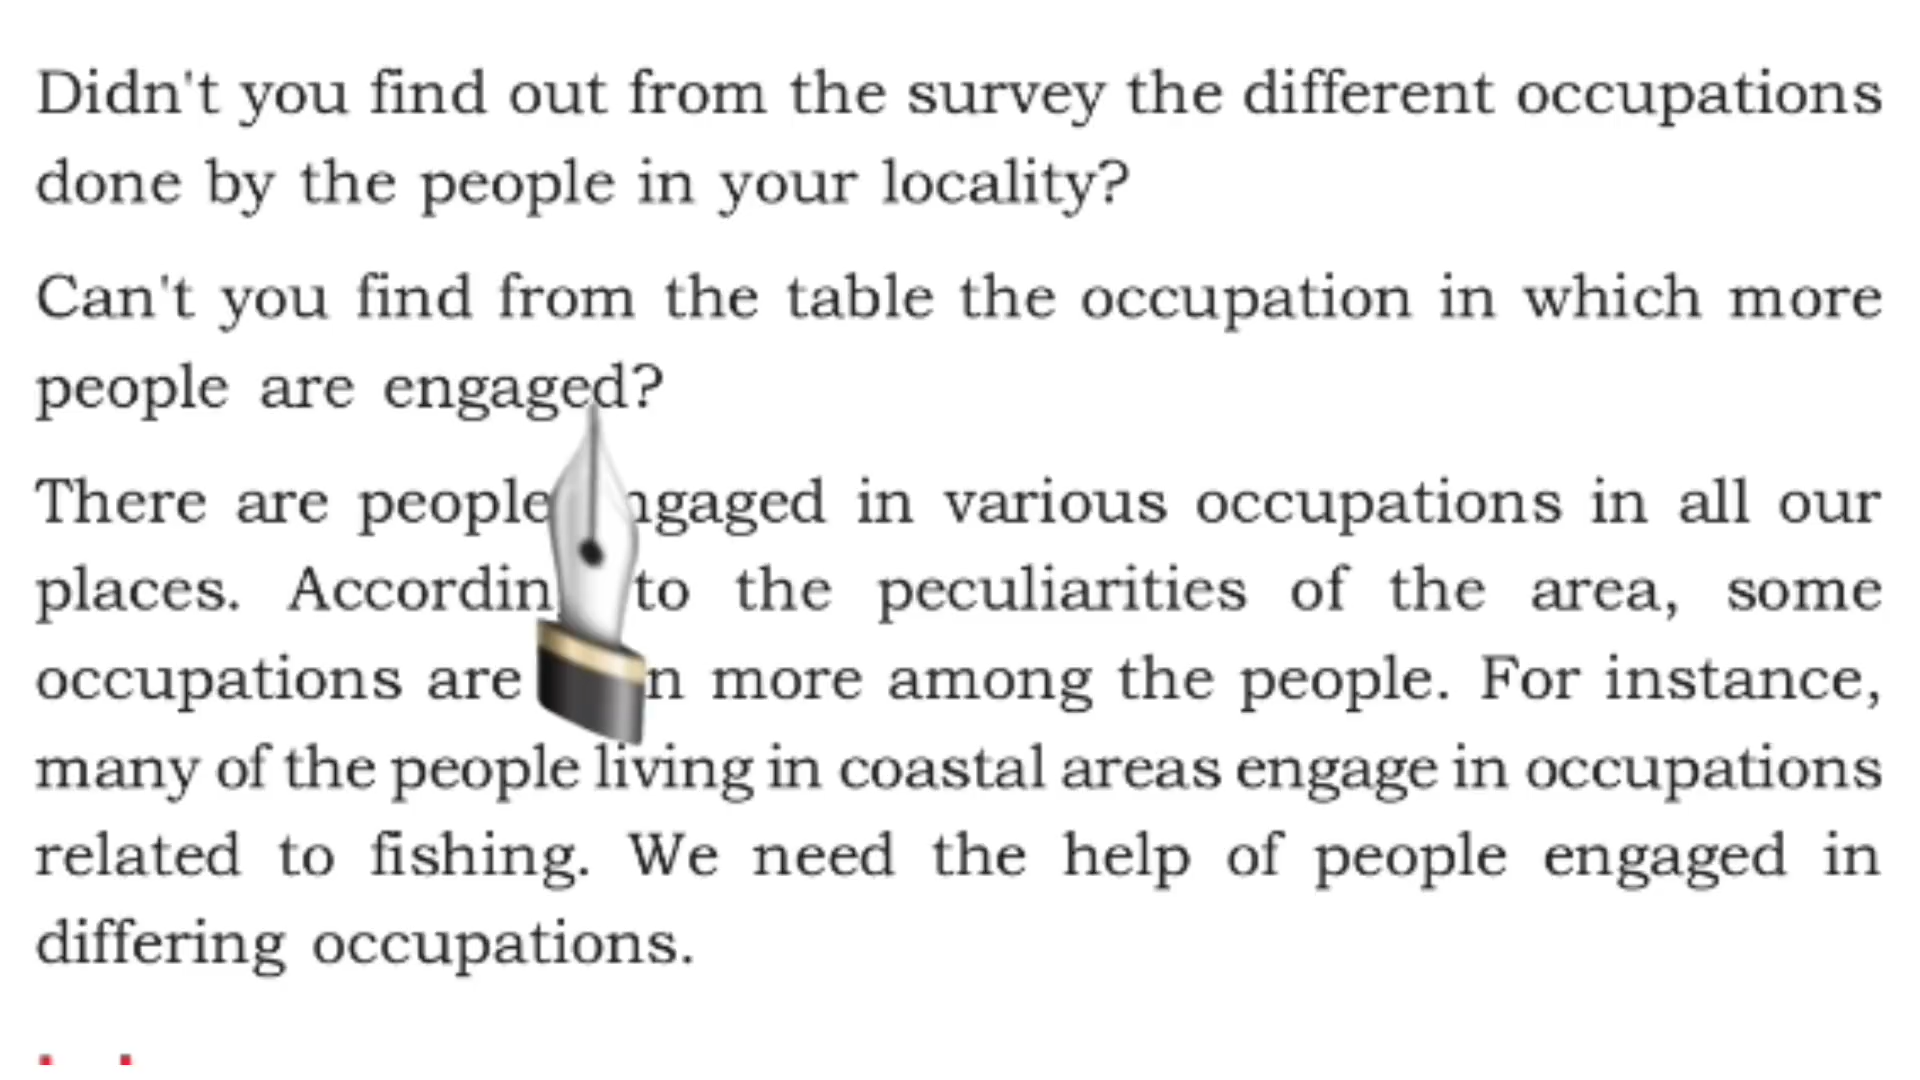 Didn't you find out from the survey the different occupations
done by the people in your locality?
Can't you find from the table the occupation in which more
people are engaged?
There are people engaged in various occupations in all our
places. According to the peculiarities of the area, some
occupations are more among the people. For instance,
many of the people living in coastal areas engage in occupations
related to fishing. We need the help of people engaged in
differing occupations.